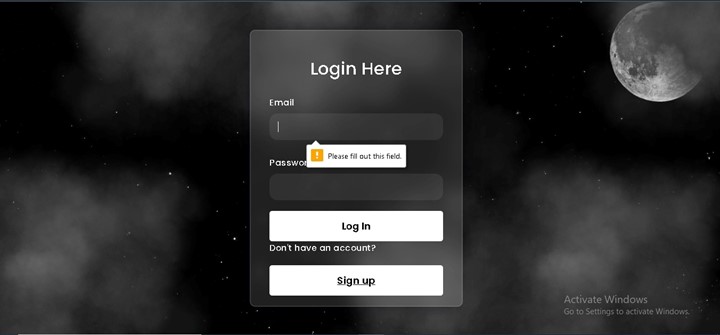 Login Here
Email
Please fill out this field.
Passwor
Log In
Don't have an account?
Sign up
Activate Windows
Go to Settings to activate Windows.